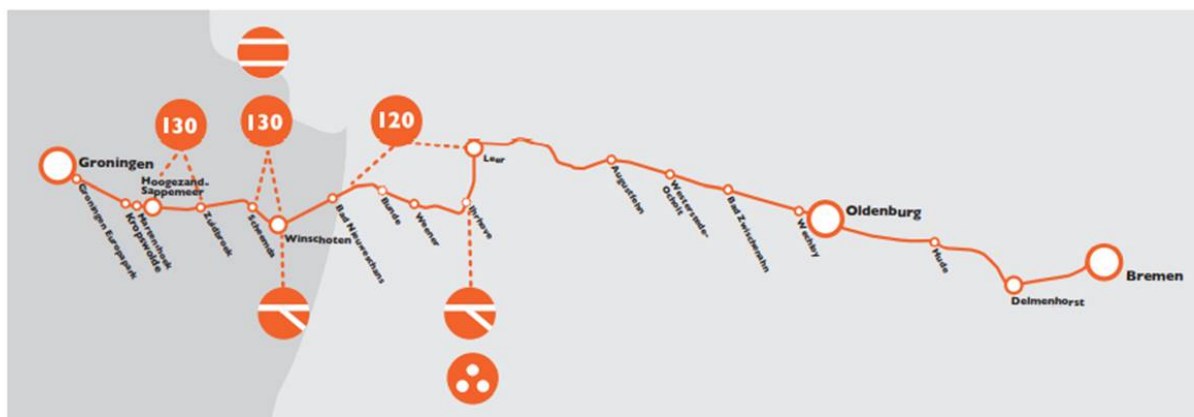 130
130
120
Groningen
Groningen Europapark
Kropswolde
Martenshoek
Hoogezand-
Sappemeer
Zuidbroek
Scheemda
Winschoten
Bad Nieuweschans
Bunde
Weener
Ihrhove
Leer
Augustfehn
Westerstede-
Ocholt
Bad Zwischenahn
Wechloy
Oldenburg
Hude
Delmenhorst
Bremen